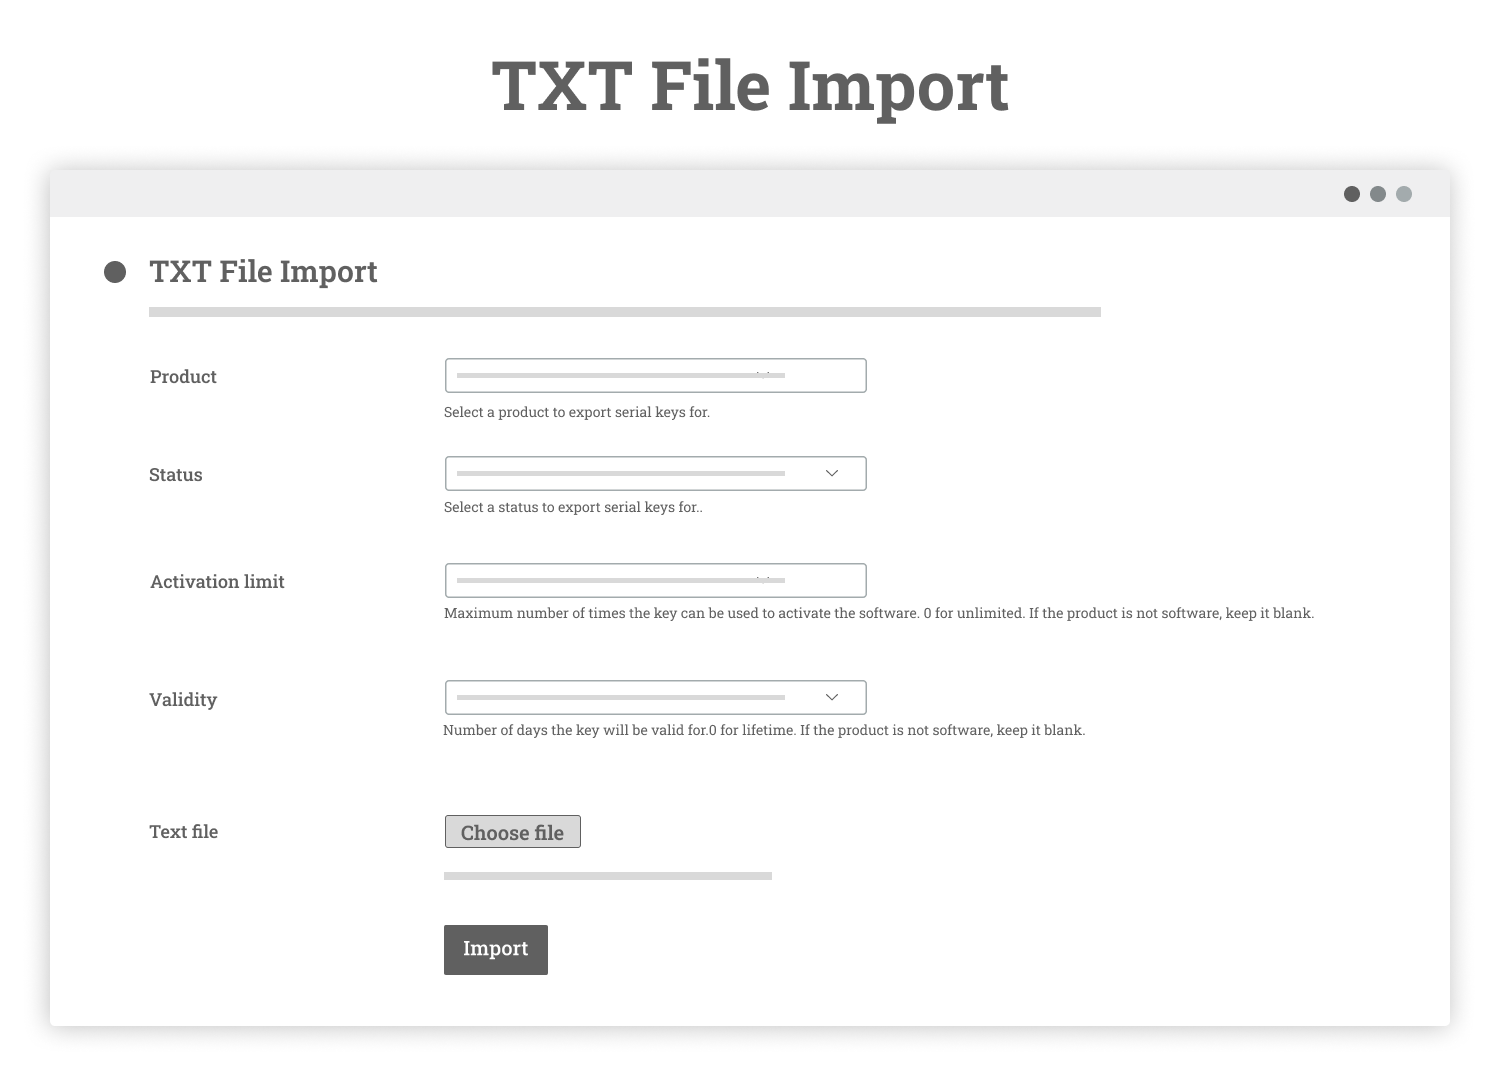 TXT File Import
TXT File Import
Product
Select a product to export serial keys for.
Status
Select a status to export serial keys for..
Activation limit
Maximum number of times the key can be used to activate the software. 0 for unlimited. If the product is not software, keep it blank.
Validity
Number of days the key will be valid for.0 for lifetime. If the product is not software, keep it blank.
Text file
Choose file
Import